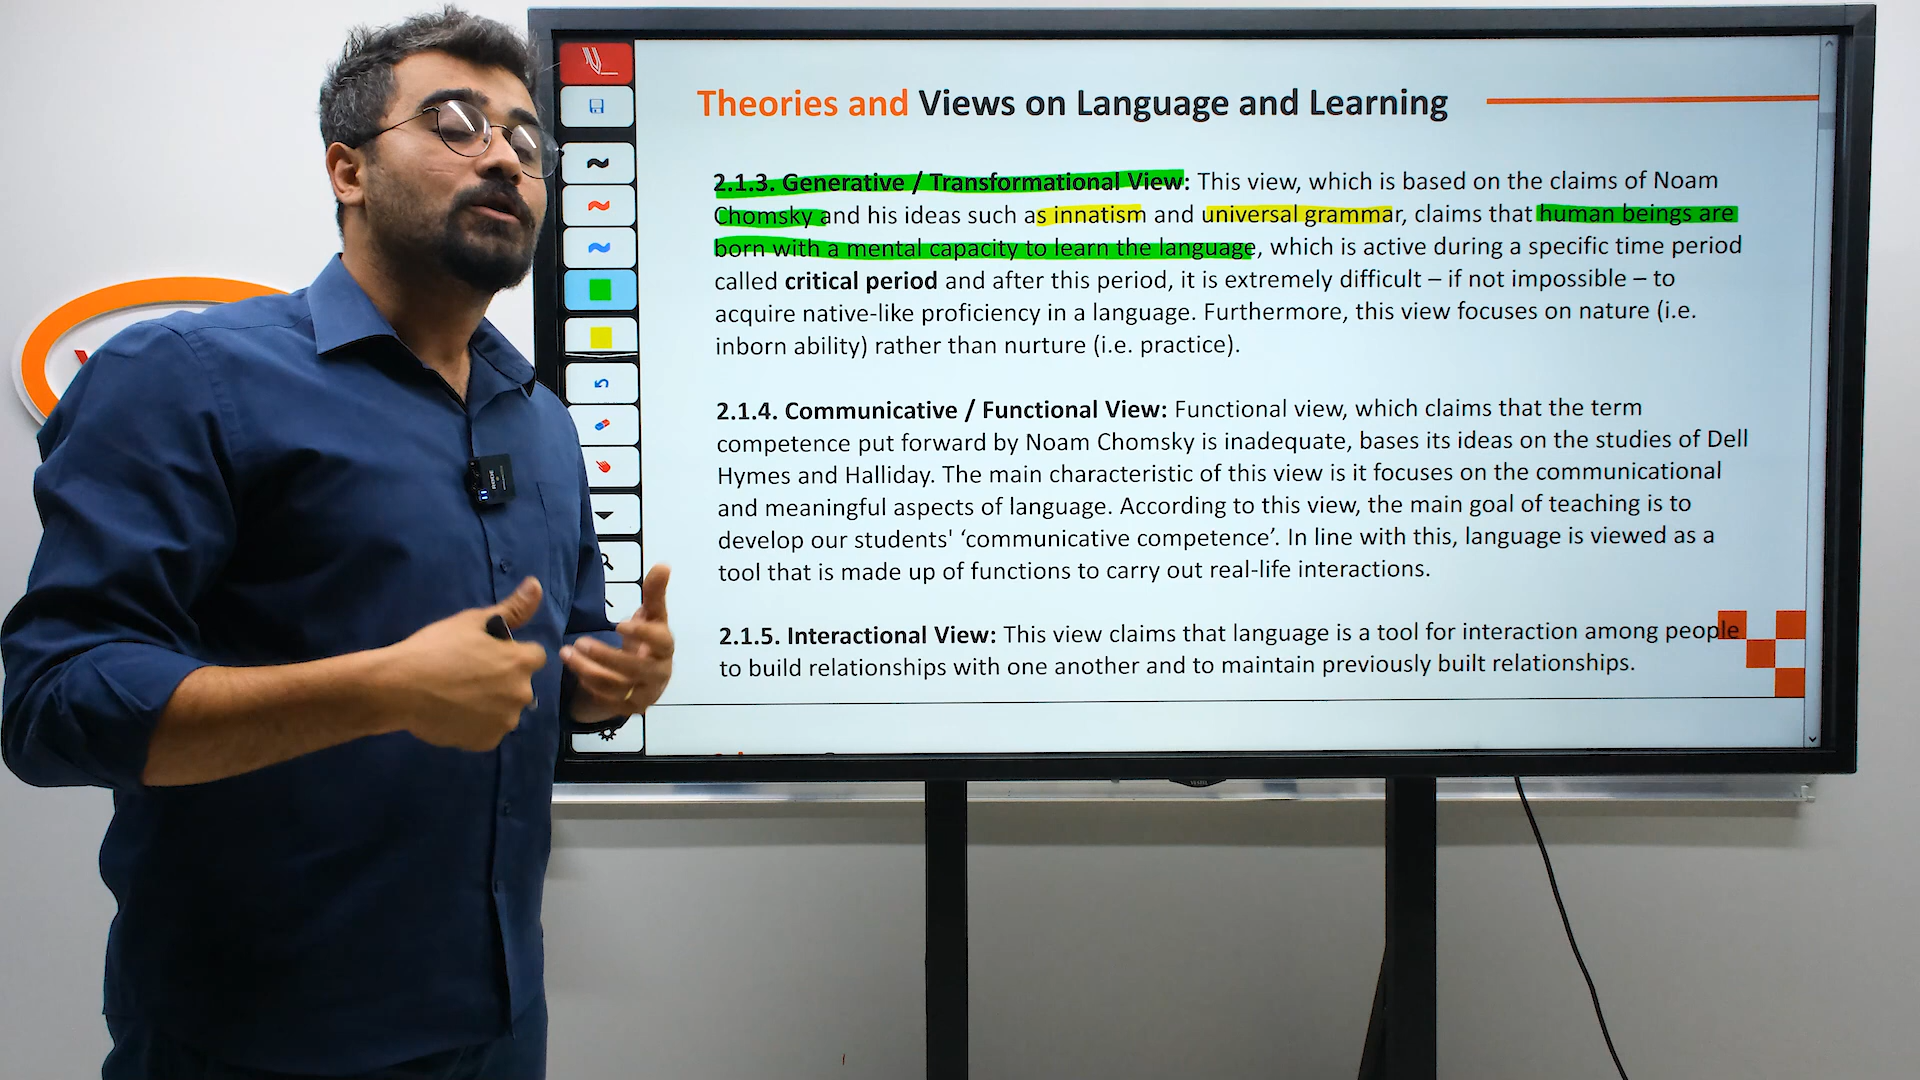 Theories and Views on Language and Learning
2.1.3. Generative / Transformational View: This view, which is based on the claims of Noam
Chomsky and his ideas such as innatism and universal grammar, claims that human beings are
born with a mental capacity to learn the language, which is active during a specific time period
called critical period and after this period, it is extremely difficult – if not impossible – to
acquire native-like proficiency in a language. Furthermore, this view focuses on nature (i.e.
inborn ability) rather than nurture (i.e. practice).
2.1.4. Communicative / Functional View: Functional view, which claims that the term
competence put forward by Noam Chomsky is inadequate, bases its ideas on the studies of Dell
Hymes and Halliday. The main characteristic of this view is it focuses on the communicational
and meaningful aspects of language. According to this view, the main goal of teaching is to
develop our students' ‘communicative competence’. In line with this, language is viewed as a
tool that is made up of functions to carry out real-life interactions.
2.1.5. Interactional View: This view claims that language is a tool for interaction among people
to build relationships with one another and to maintain previously built relationships.